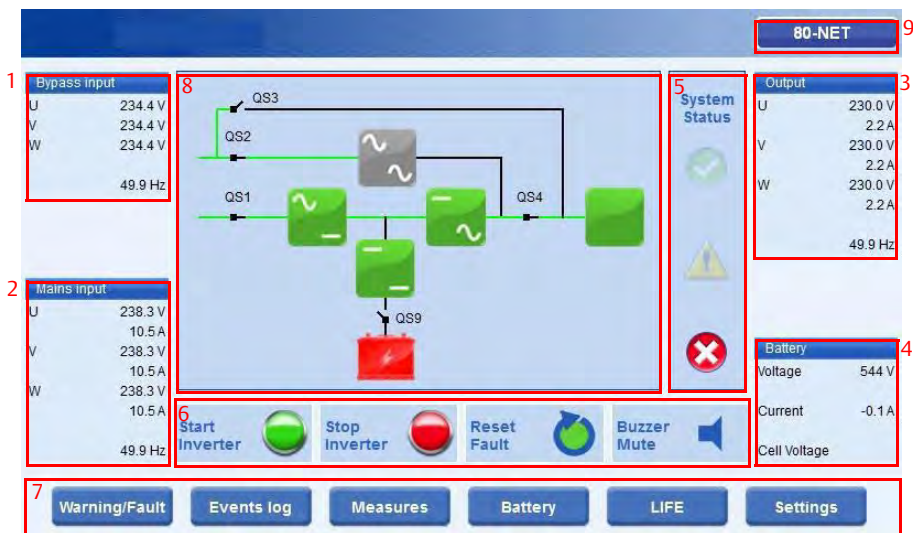 80-NET
9
1
Bypass input
U 234.4 V
V 234.4 V
W 234.4 V
49.9 Hz
2
Mains input
U 238.3 V
10.5 A
V 238.3 V
10.5 A
W 238.3 V
10.5 A
49.9 Hz
8
QS3
QS2
QS1
QS4
QS9
5
System
Status
3
Output
U 230.0 V
2.2 A
V 230.0 V
2.2 A
W 230.0 V
2.2 A
49.9 Hz
4
Battery
Voltage 544 V
Current -0.1 A
Cell Voltage
6
Start
Inverter
Stop
Inverter
Reset
Fault
Buzzer
Mute
7
Warning/Fault
Events log
Measures
Battery
LIFE
Settings